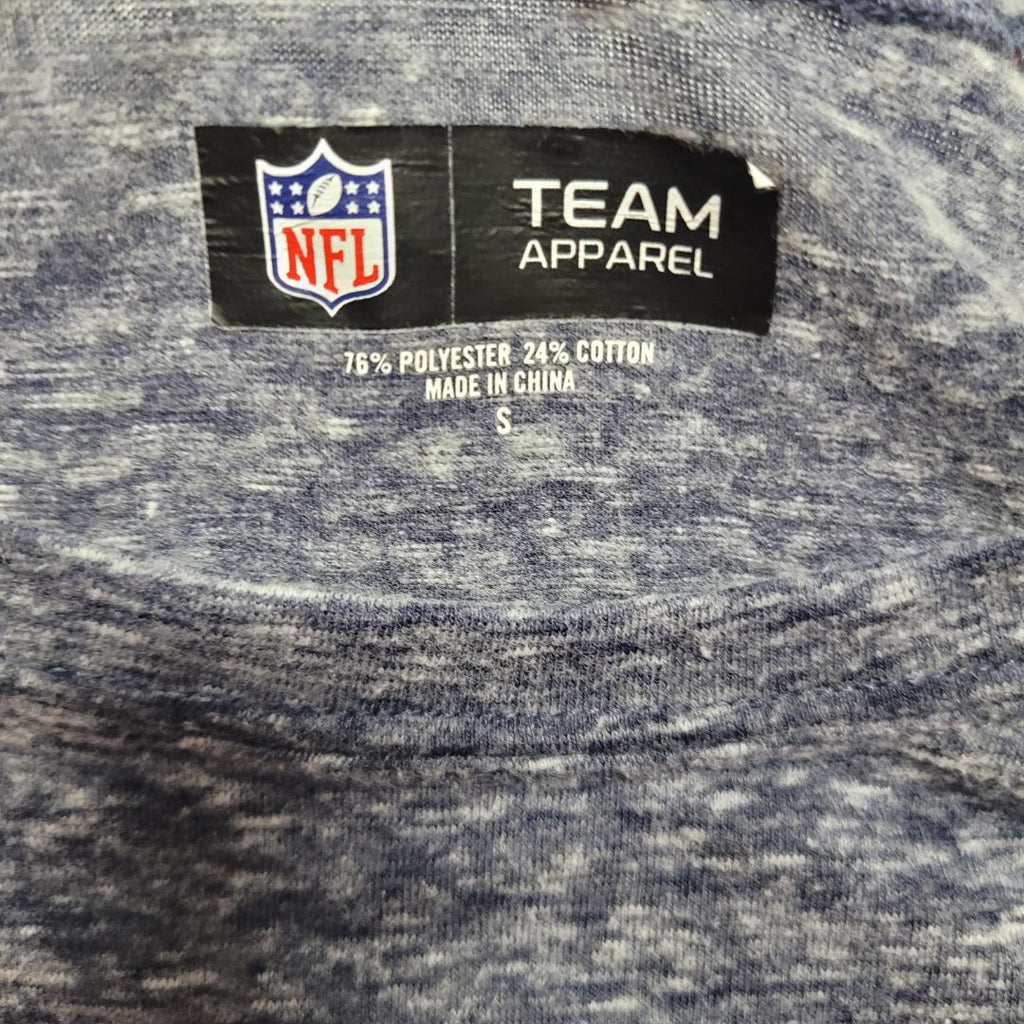 NFL
TEAM
APPAREL
76% POLYESTER 24% COTTON
MADE IN CHINA
S